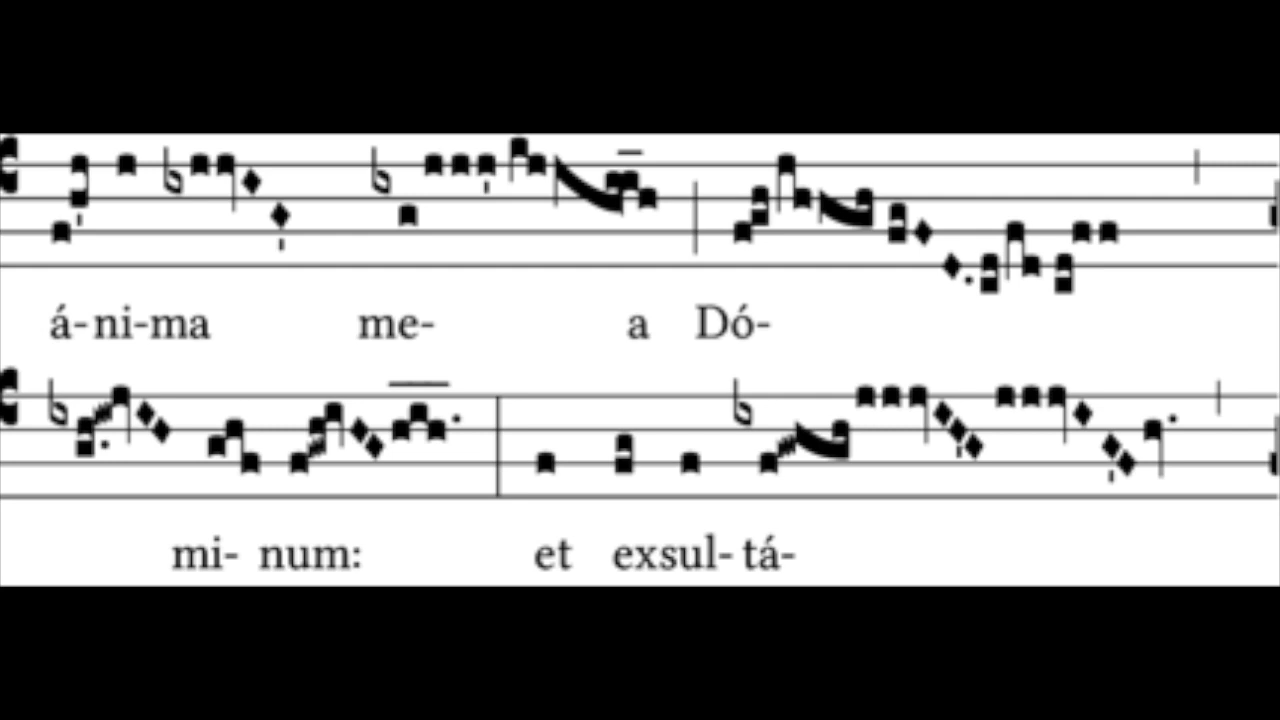 á-ni-ma me- a Dó-
mi- num: et exsul-tá-